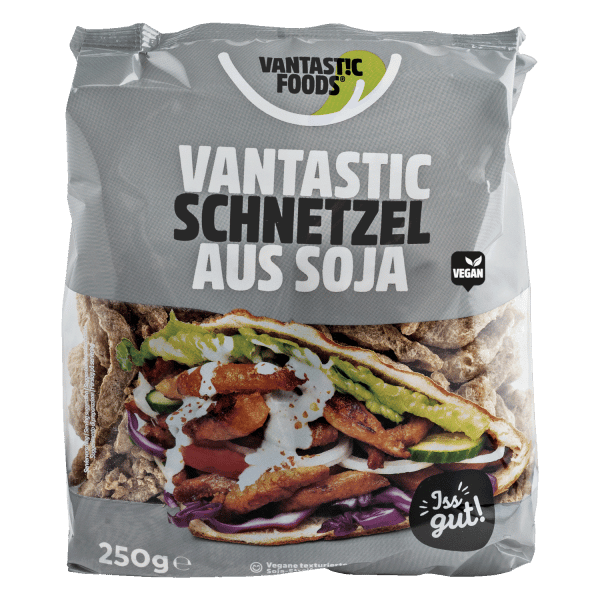 VANTASTIC
FOODS®
VANTASTIC
SCHNETZEL
AUS SOJA
VEGAN
Iss
gut!
250g e
Vegane texturierte